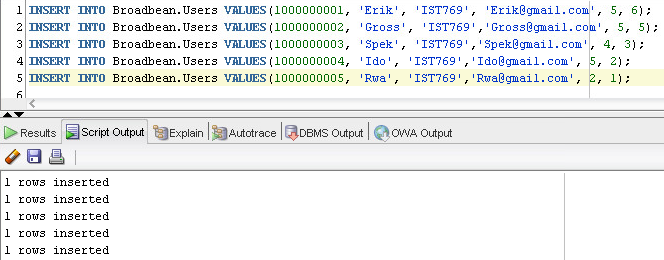 1 INSERT INTO Broadbean.Users VALUES(1000000001, 'Erik', 'IST769', 'Erik@gmail.com', 5, 6);
2 INSERT INTO Broadbean.Users VALUES(1000000002, 'Gross', 'IST769','Gross@gmail.com', 5, 5);
3 INSERT INTO Broadbean.Users VALUES(1000000003, 'Spek', 'IST769','Spek@gmail.com', 4, 3);
4 INSERT INTO Broadbean.Users VALUES(1000000004, 'Ido', 'IST769','Ido@gmail.com', 5, 2);
5 INSERT INTO Broadbean.Users VALUES(1000000005, 'Rwa', 'IST769','Rwa@gmail.com', 2, 1);
6
Results Script Output Explain Autotrace DBMS Output OWA Output
1 rows inserted
1 rows inserted
1 rows inserted
1 rows inserted
1 rows inserted